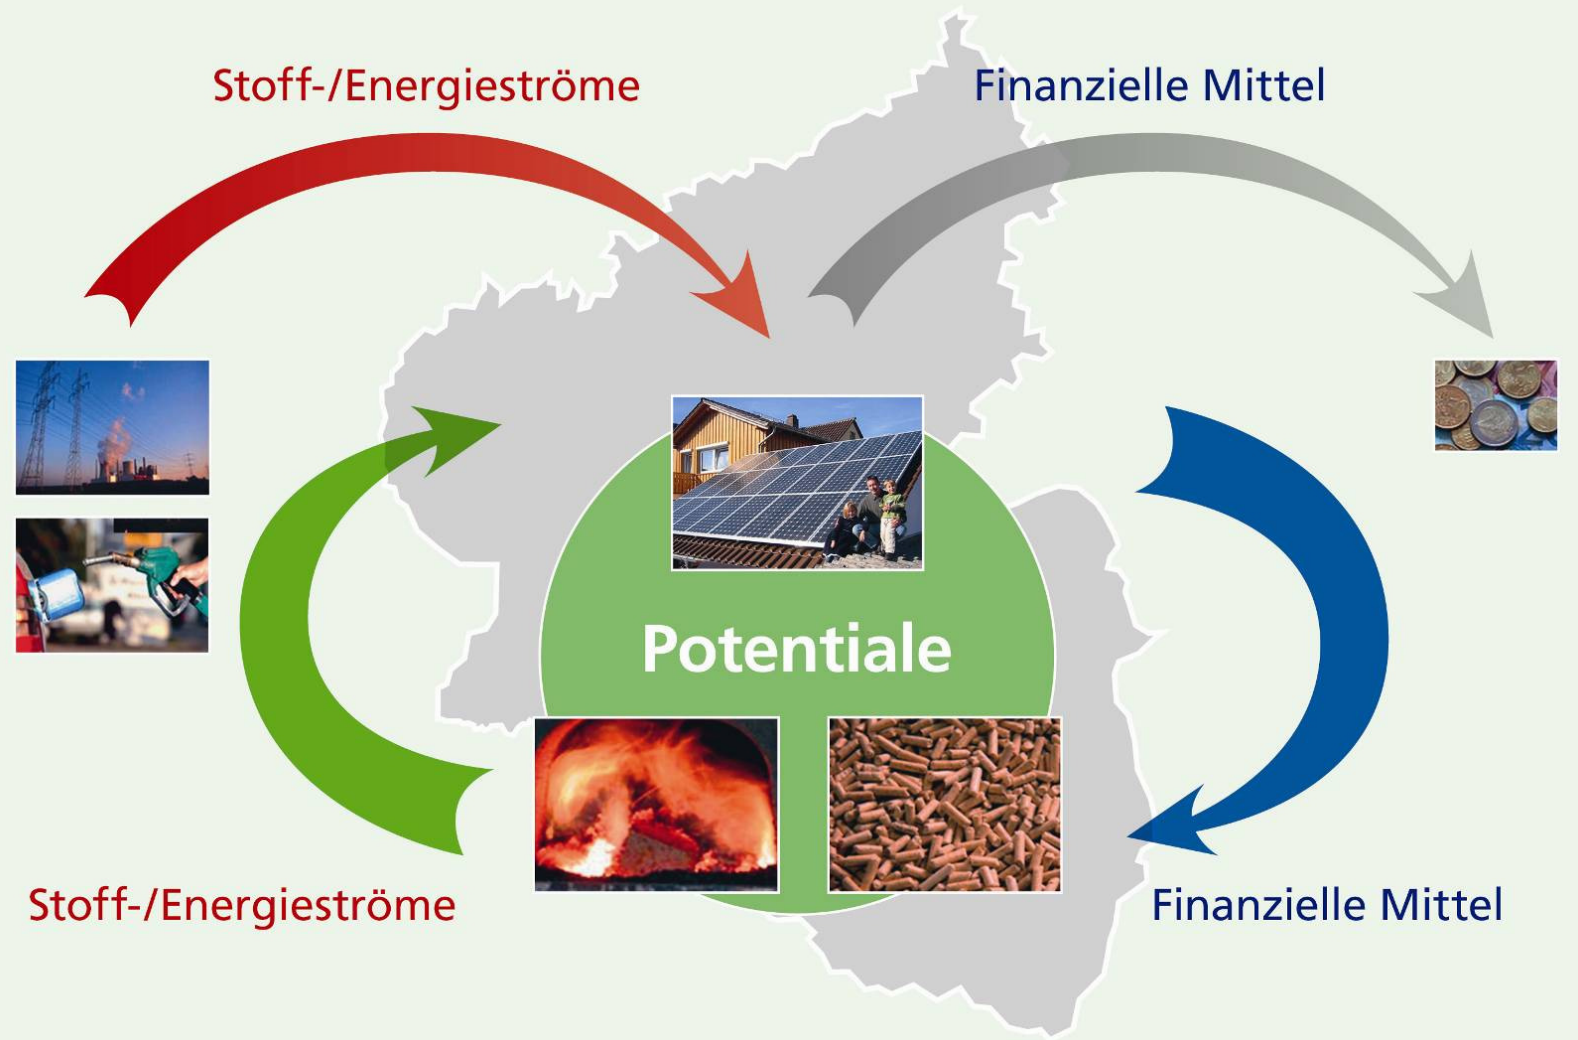 Stoff-/Energieströme
Finanzielle Mittel
Potentiale
Stoff-/Energieströme
Finanzielle Mittel